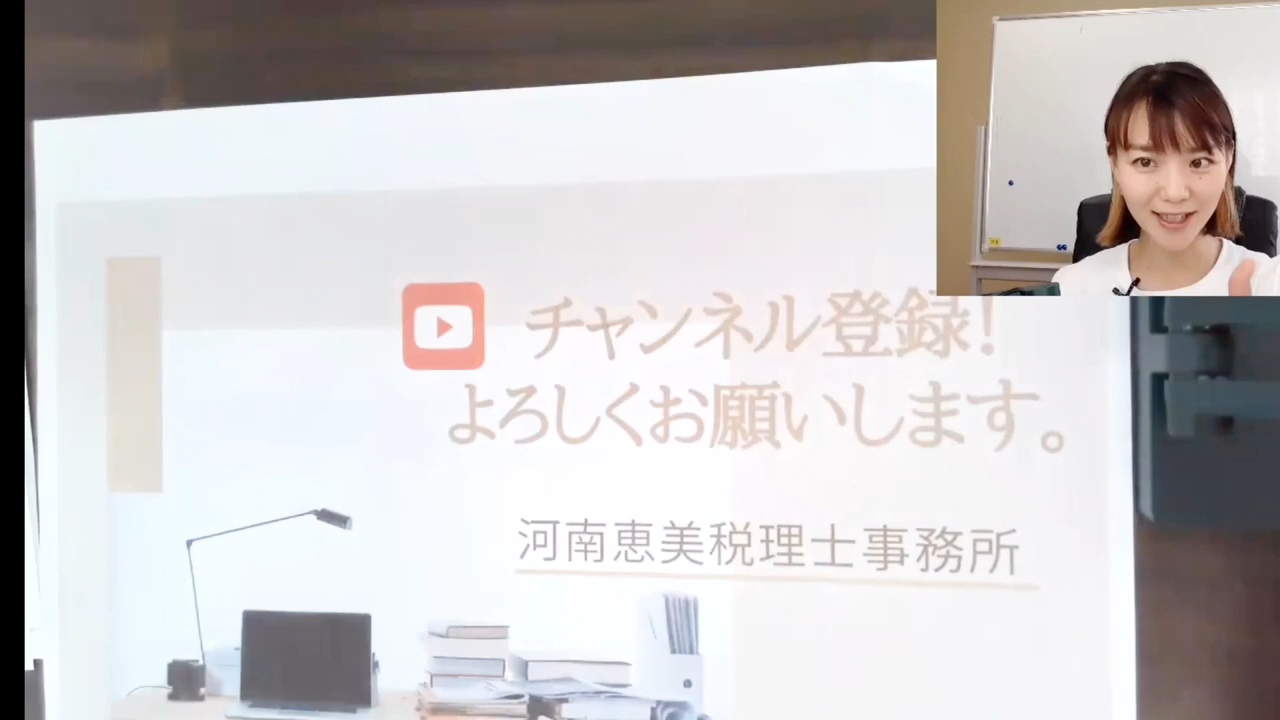 チャンネル登録!
よろしくお願いします。
河南恵美税理士事務所